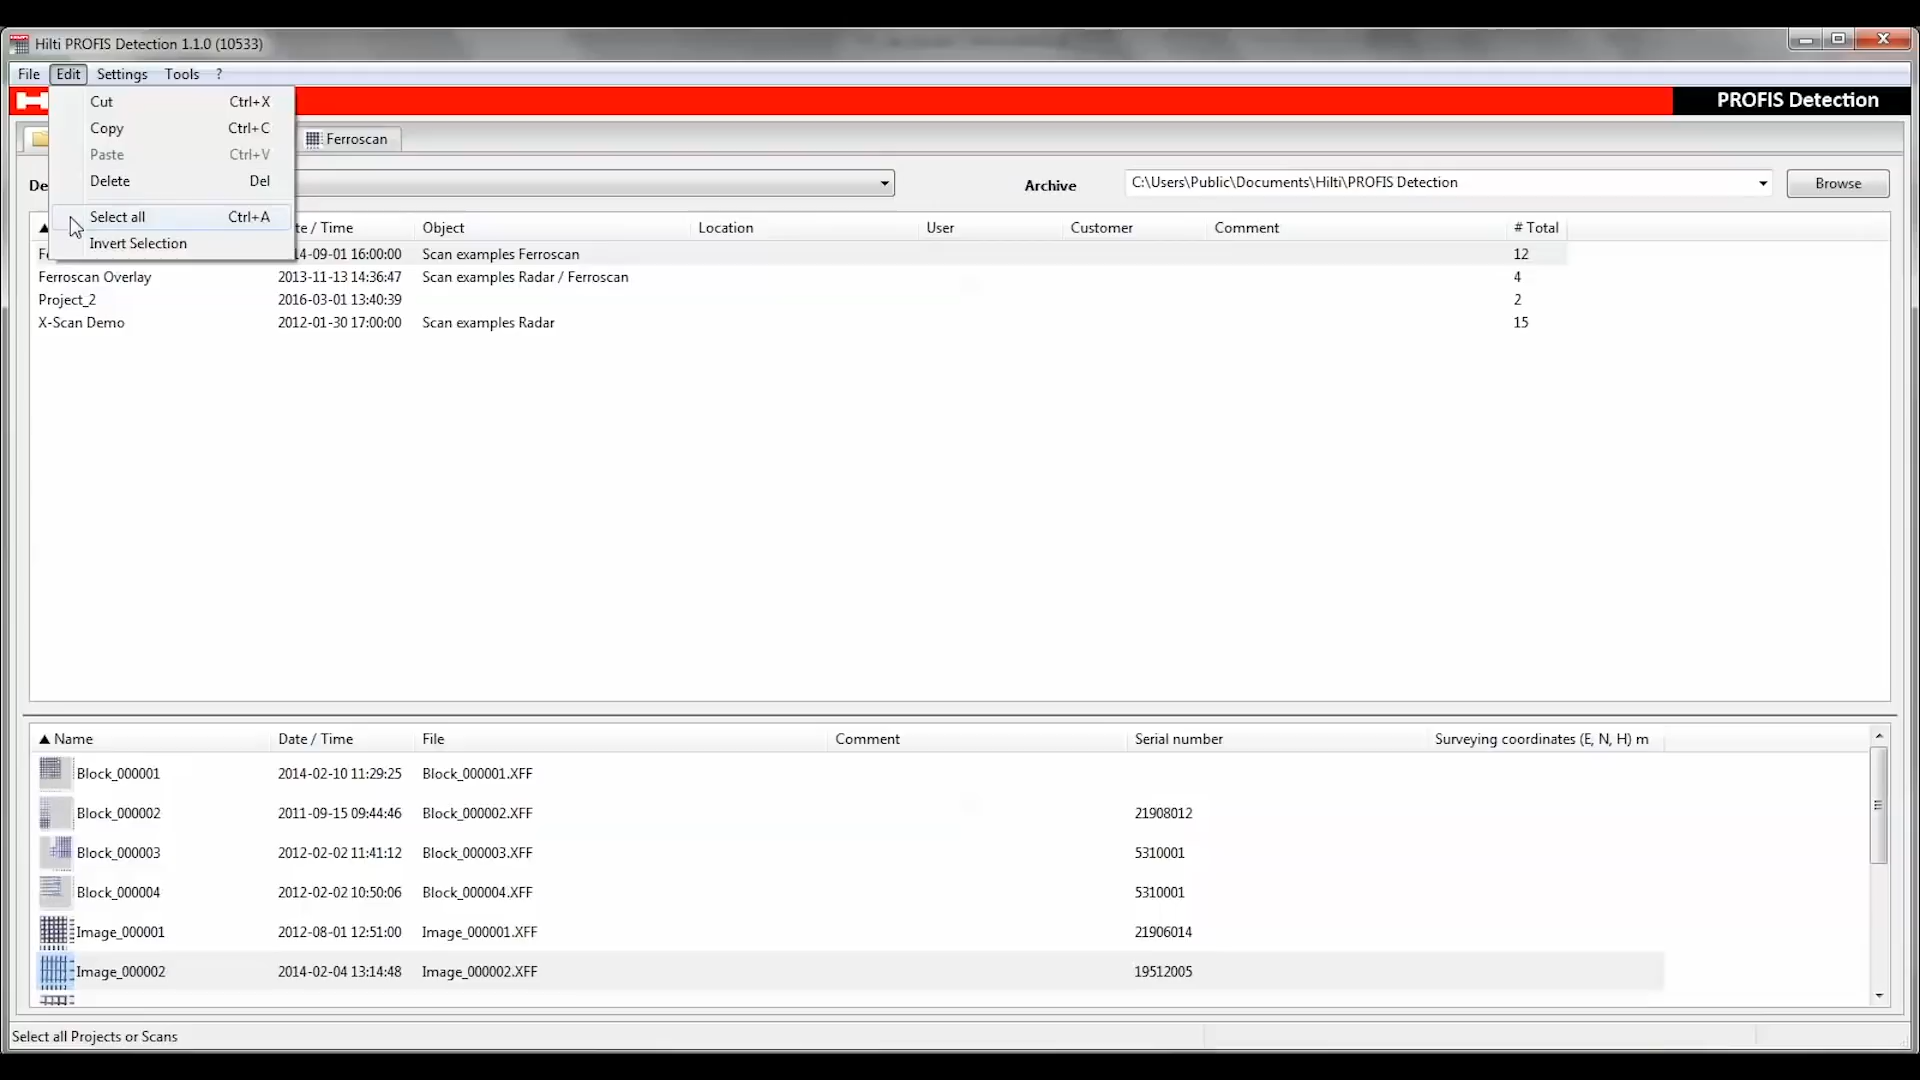 Hilti PROFIS Detection 1.1.0 (10533)
File Edit Settings Tools ?
PROFIS Detection
Cut Ctrl+X
Copy Ctrl+C
Paste Ctrl+V
Delete Del
Select all Ctrl+A
Invert Selection
Ferroscan
De
Archive C:\Users\Public\Documents\Hilti\PROFIS Detection Browse
te / Time Object Location User Customer Comment # Total
Fe 14-09-01 16:00:00 Scan examples Ferroscan 12
Ferroscan Overlay 2013-11-13 14:36:47 Scan examples Radar / Ferroscan 4
Project_2 2016-03-01 13:40:39 2
X-Scan Demo 2012-01-30 17:00:00 Scan examples Radar 15
Name Date / Time File Comment Serial number Surveying coordinates (E, N, H) m
Block_000001 2014-02-10 11:29:25 Block_000001.XFF
Block_000002 2011-09-15 09:44:46 Block_000002.XFF 21908012
Block_000003 2012-02-02 11:41:12 Block_000003.XFF 5310001
Block_000004 2012-02-02 10:50:06 Block_000004.XFF 5310001
Image_000001 2012-08-01 12:51:00 Image_000001.XFF 21906014
Image_000002 2014-02-04 13:14:48 Image_000002.XFF 19512005
Select all Projects or Scans